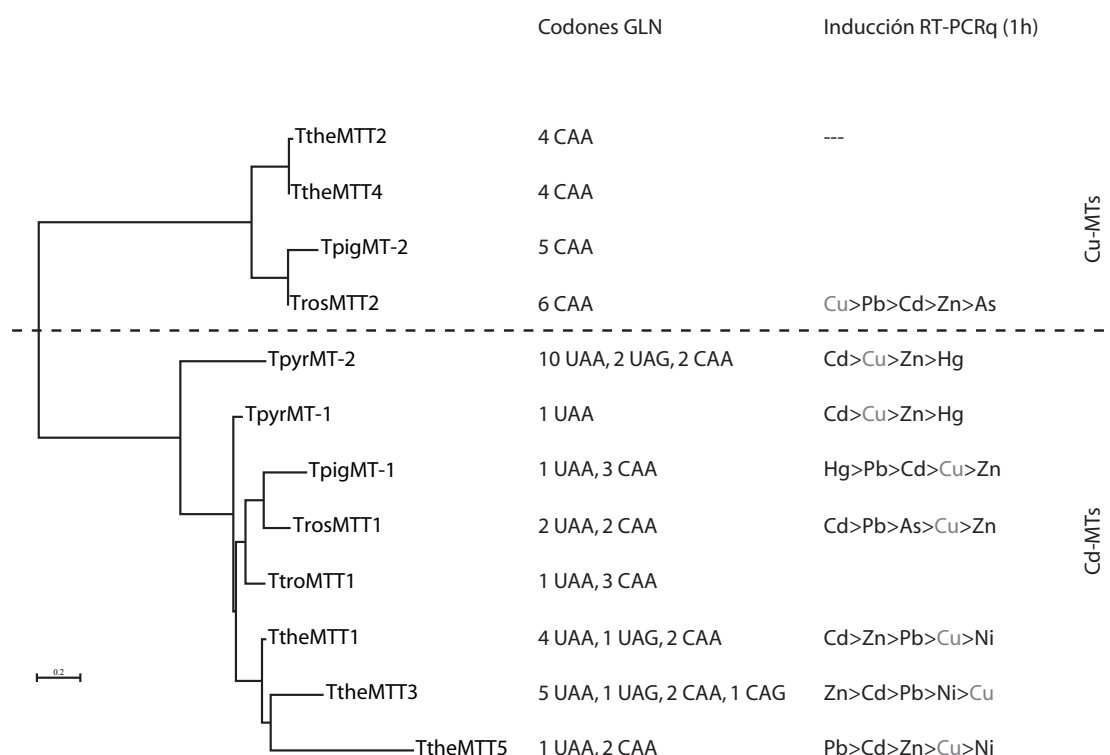 Codones GLN Inducción RT-PCRq (1h)
TtheMTT2 4 CAA ---
TtheMTT4 4 CAA
TpigMT-2 5 CAA
TrosMTT2 6 CAA Cu>Pb>Cd>Zn>As
Cu-MTs
TpyrMT-2 10 UAA, 2 UAG, 2 CAA Cd>Cu>Zn>Hg
TpyrMT-1 1 UAA Cd>Cu>Zn>Hg
TpigMT-1 1 UAA, 3 CAA Hg>Pb>Cd>Cu>Zn
TrosMTT1 2 UAA, 2 CAA Cd>Pb>As>Cu>Zn
TtroMTT1 1 UAA, 3 CAA
TtheMTT1 4 UAA, 1 UAG, 2 CAA Cd>Zn>Pb>Cu>Ni
TtheMTT3 5 UAA, 1 UAG, 2 CAA, 1 CAG Zn>Cd>Pb>Ni>Cu
TtheMTT5 1 UAA, 2 CAA Pb>Cd>Zn>Cu>Ni
Cd-MTs
0.2